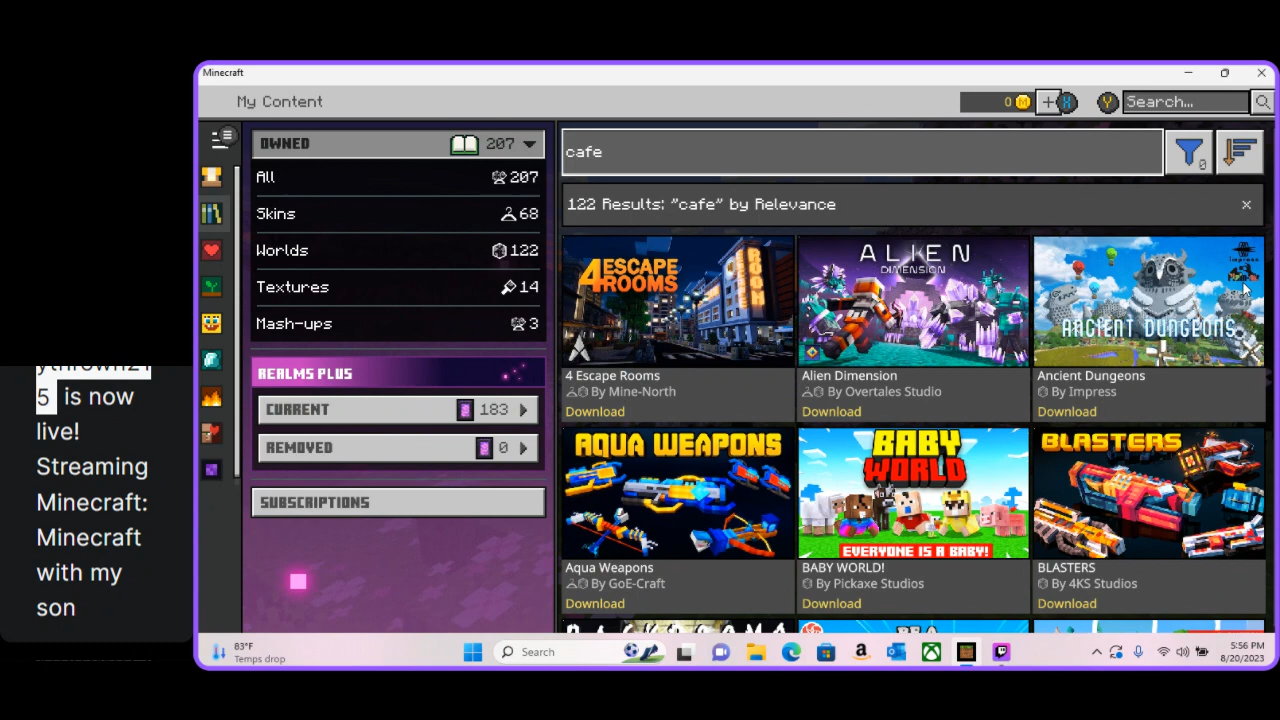 Minecraft
My Content
0
X
Y
Search...
OWNED
207
All
207
Skins
68
Worlds
122
Textures
14
Mash-ups
3
REALMS PLUS
CURRENT
183
REMOVED
0
SUBSCRIPTIONS
cafe
0
122 Results: "cafe" by Relevance
4 ESCAPE ROOMS
ROOM
ALIEN
DIMENSION
Impress
ANCIENT DUNGEONS
4 Escape Rooms
By Mine-North
Download
Alien Dimension
By Overtales Studio
Download
Ancient Dungeons
By Impress
Download
AQUA WEAPONS
BABY
WORLD
EVERYONE IS A BABY!
BLASTERS
Aqua Weapons
By GoE-Craft
Download
BABY WORLD!
By Pickaxe Studios
Download
BLASTERS
By 4KS Studios
Download
5 is now
live!
Streaming
Minecraft:
Minecraft
with my
son
83°F
Temps drop
Search
5:56 PM
8/20/2023